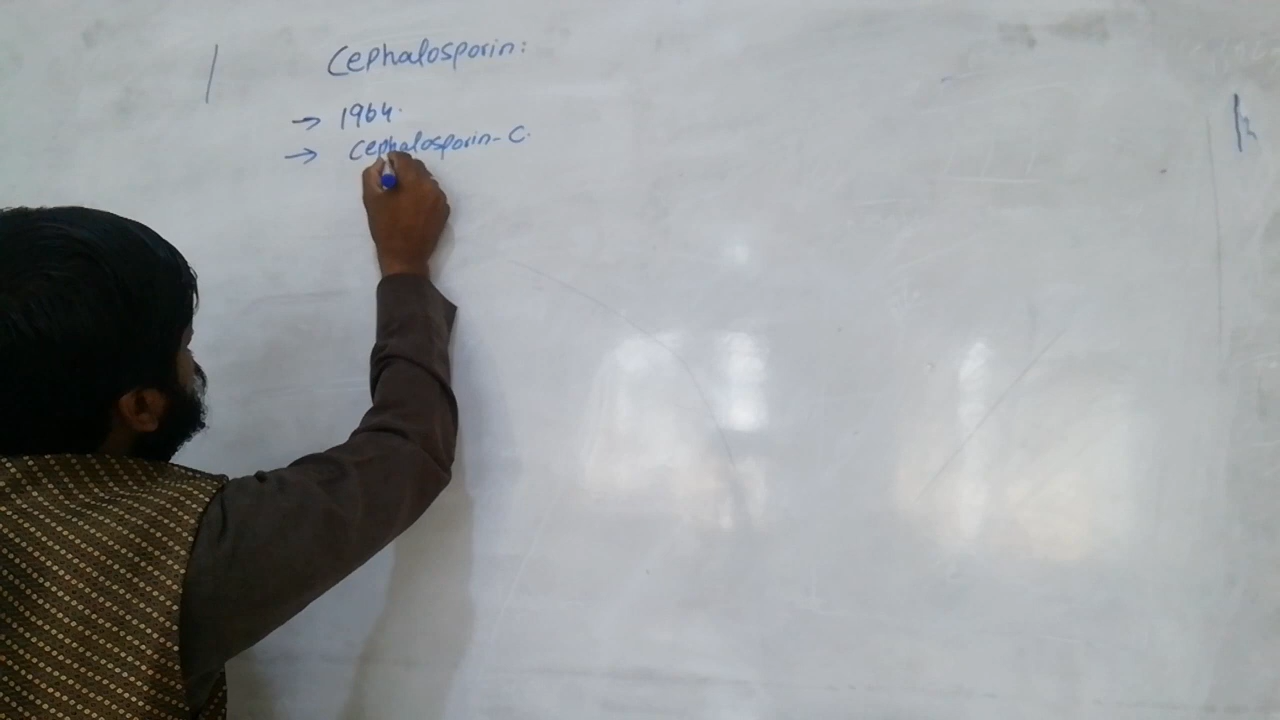 Cephalosporin:
→ 1964.
→ Cephalosporin-C.